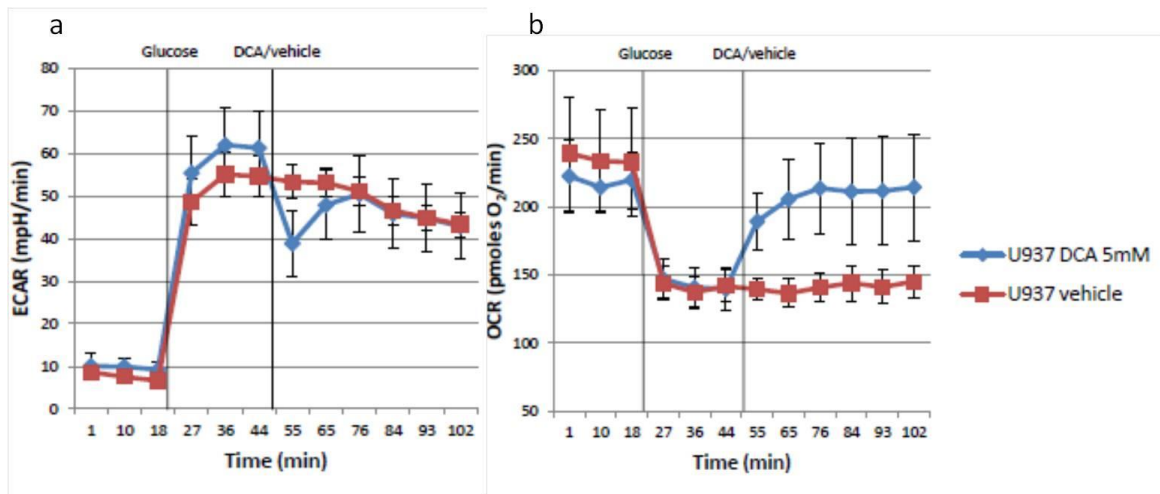 a
Glucose DCA/vehicle
80
70
60
50
40
30
20
10
0
ECAR (mpH/min)
1 10 18 27 36 44 55 65 76 84 93 102
Time (min)
b
Glucose DCA/vehicle
300
250
200
150
100
50
OCR (pmoles O₂/min)
1 10 18 27 36 44 55 65 76 84 93 102
Time (min)
U937 DCA 5mM
U937 vehicle